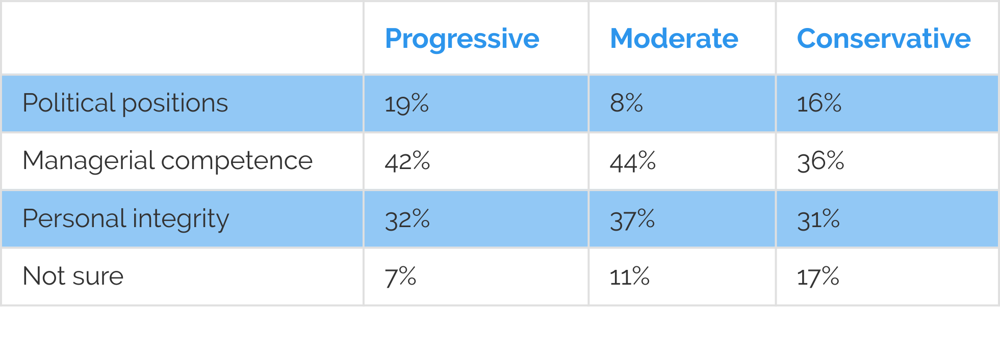 Progressive Moderate Conservative
Political positions 19% 8% 16%
Managerial competence 42% 44% 36%
Personal integrity 32% 37% 31%
Not sure 7% 11% 17%